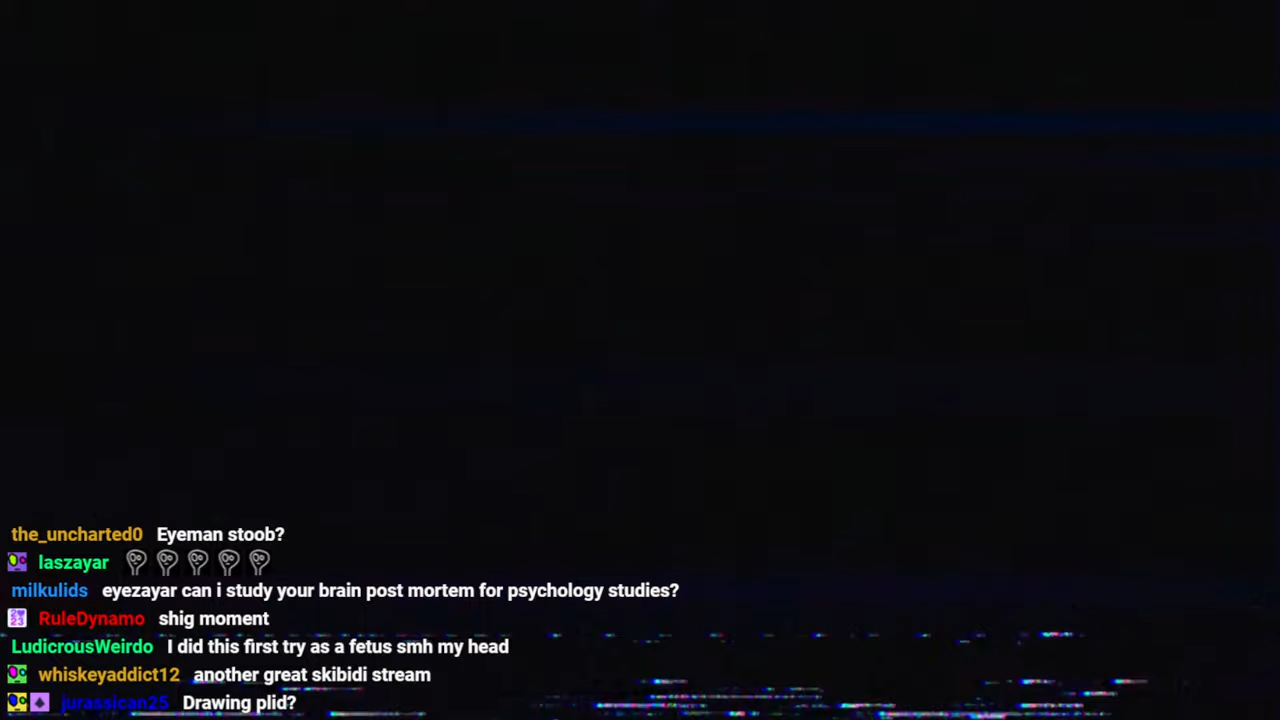 the_uncharted0 Eyeman stoob?
laszayar
milkulids eyezayar can i study your brain post mortem for psychology studies?
RuleDynamo shig moment
LudicrousWeirdo I did this first try as a fetus smh my head
whiskeyaddict12 another great skibidi stream
jurassican25 Drawing plid?